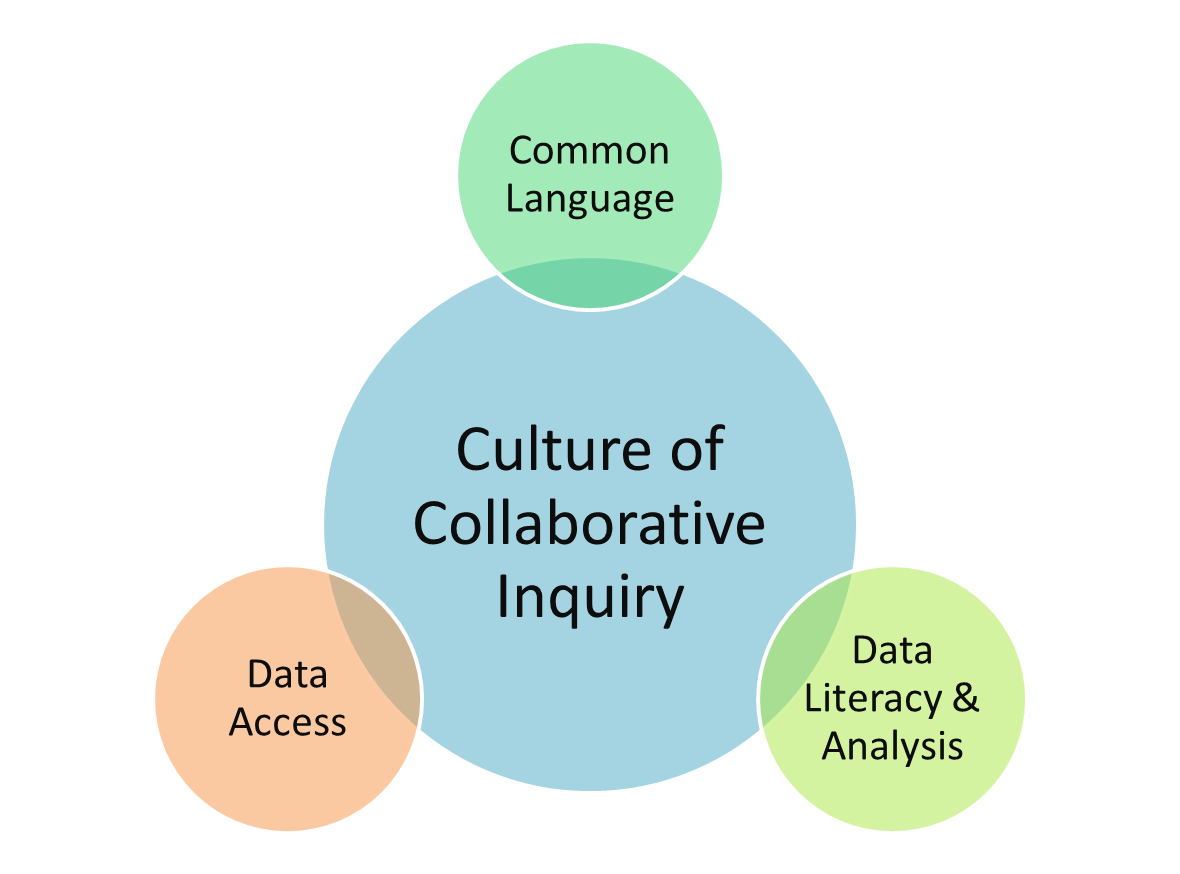 Common
Language
Culture of
Collaborative
Inquiry
Data
Access
Data
Literacy &
Analysis